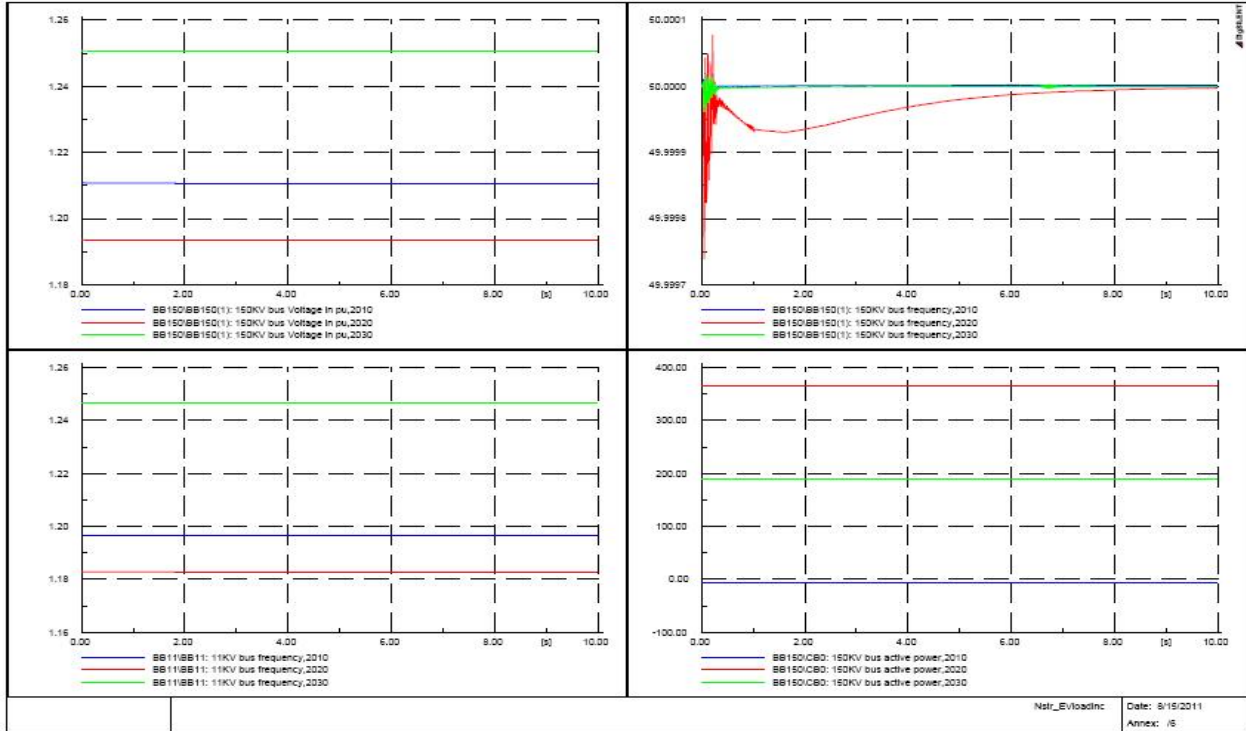 1.26
1.24
1.22
1.20
1.18
0.00 2.00 4.00 6.00 8.00 [s] 10.00
BB150\BB150(1): 150KV bus Voltage in pu,2010
BB150\BB150(1): 150KV bus Voltage in pu,2020
BB150\BB150(1): 150KV bus Voltage in pu,2030
50.0001
50.0000
49.9999
49.9998
49.9997
0.00 2.00 4.00 6.00 8.00 [s] 10.00
BB150\BB150(1): 150KV bus frequency,2010
BB150\BB150(1): 150KV bus frequency,2020
BB150\BB150(1): 150KV bus frequency,2030
DIgSILENT
1.26
1.24
1.22
1.20
1.18
1.16
0.00 2.00 4.00 6.00 8.00 [s] 10.00
BB11\BB11: 11KV bus frequency,2010
BB11\BB11: 11KV bus frequency,2020
BB11\BB11: 11KV bus frequency,2030
400.00
300.00
200.00
100.00
0.00
-100.00
0.00 2.00 4.00 6.00 8.00 [s] 10.00
BB150\CB0: 150KV bus active power,2010
BB150\CB0: 150KV bus active power,2020
BB150\CB0: 150KV bus active power,2030
Date: 8/15/2011
Annex: